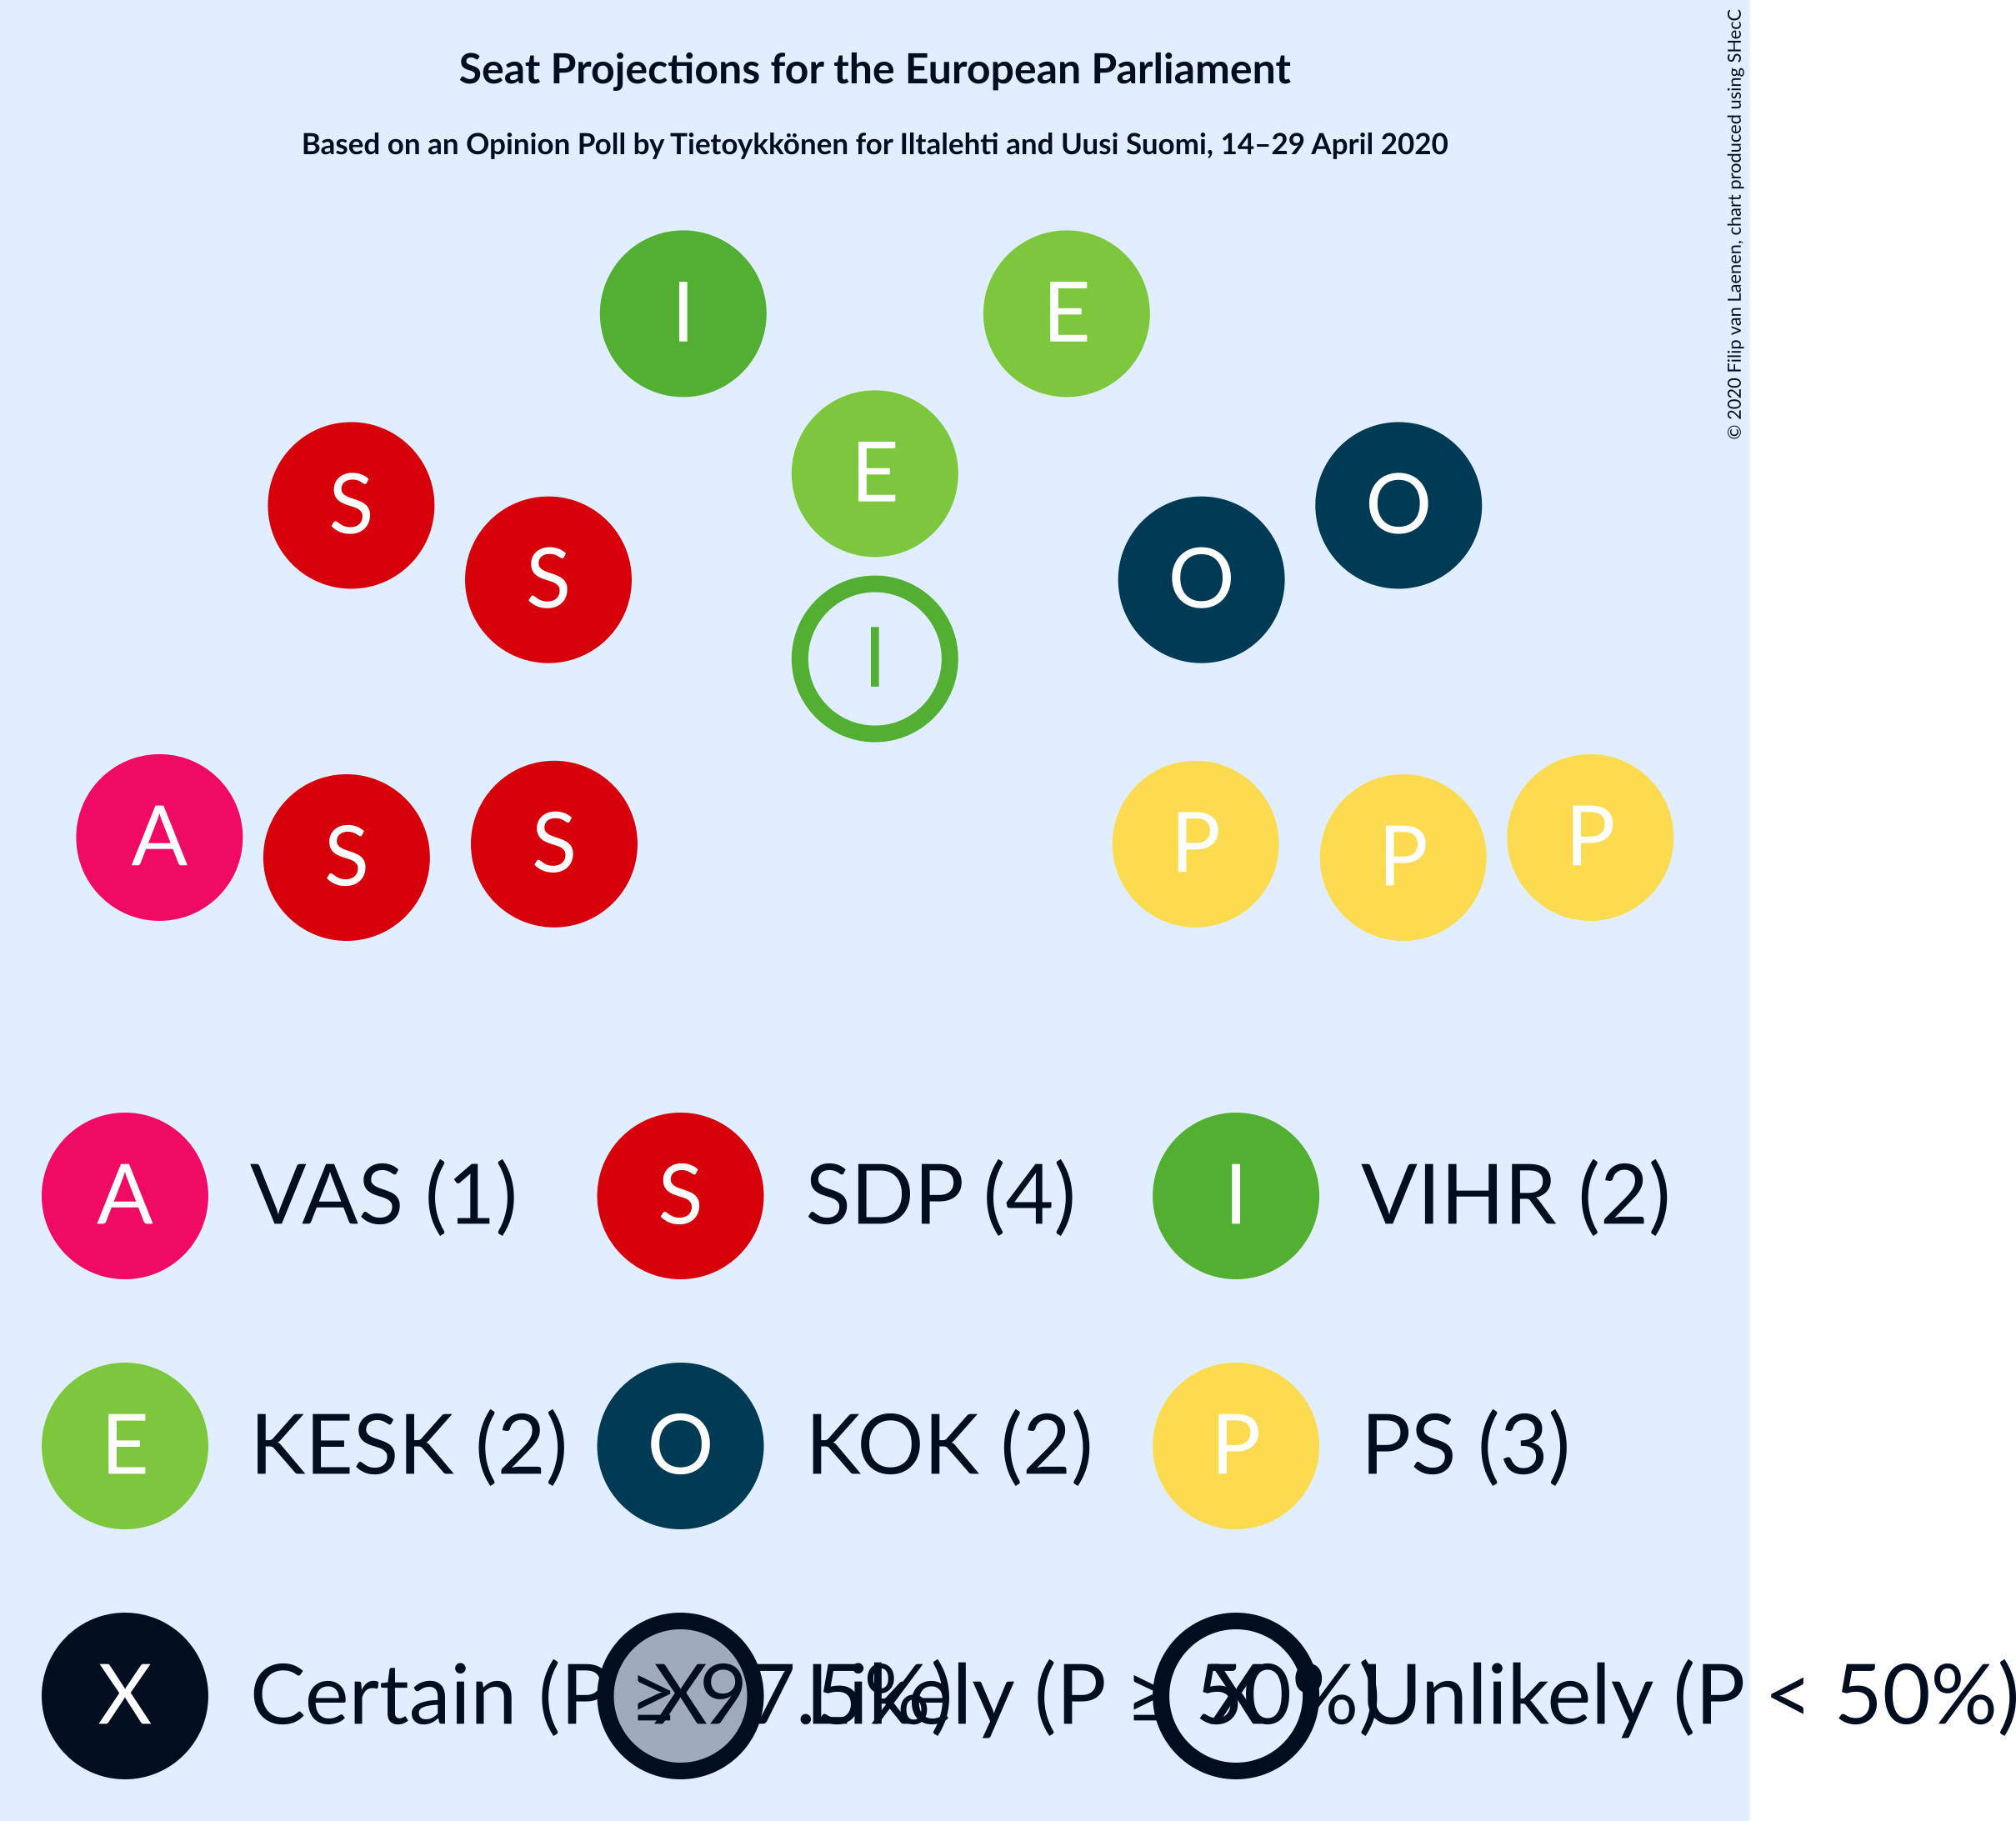 Seat Projections for the European Parliament
Based on an Opinion Poll by Tietoykkönen for Iltalehti and Uusi Suomi, 14–29 April 2020
© 2020 Filip van Laenen, chart produced using SHecC
I E
E
S O
S O
I
A P
S S P P
A VAS (1) S SDP (4) I VIHR (2)
E KESK (2) O KOK (2) P PS (3)
X Certain (P ≥ 97.5%) X Likely (P ≥ 50%) X Unlikely (P < 50%)